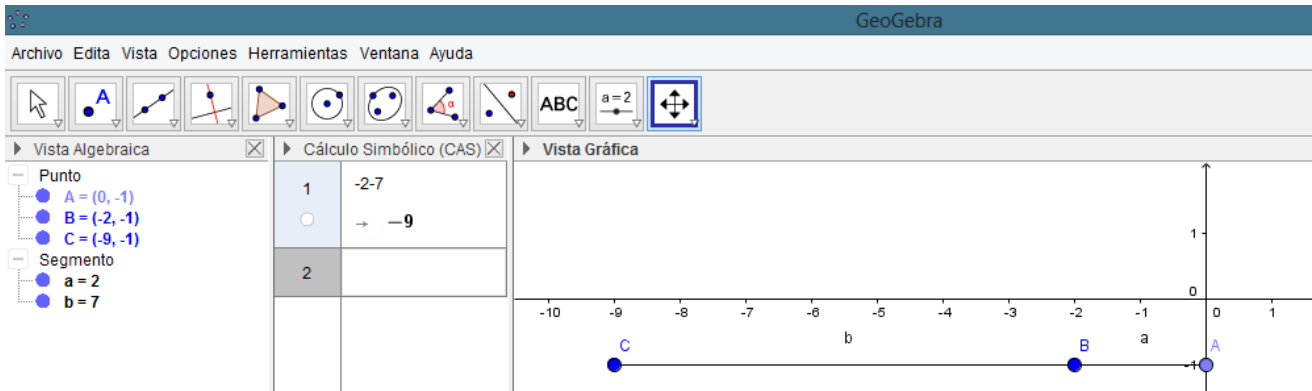 GeoGebra
Archivo Edita Vista Opciones Herramientas Ventana Ayuda
A
α
ABC
a=2
Vista Algebraica
Punto
A = (0, -1)
B = (-2, -1)
C = (-9, -1)
Segmento
a = 2
b = 7
Cálculo Simbólico (CAS)
1
-2-7
→ -9
2
Vista Gráfica
1
0
-10 -9 -8 -7 -6 -5 -4 -3 -2 -1 0 1
b a
C B A
-1